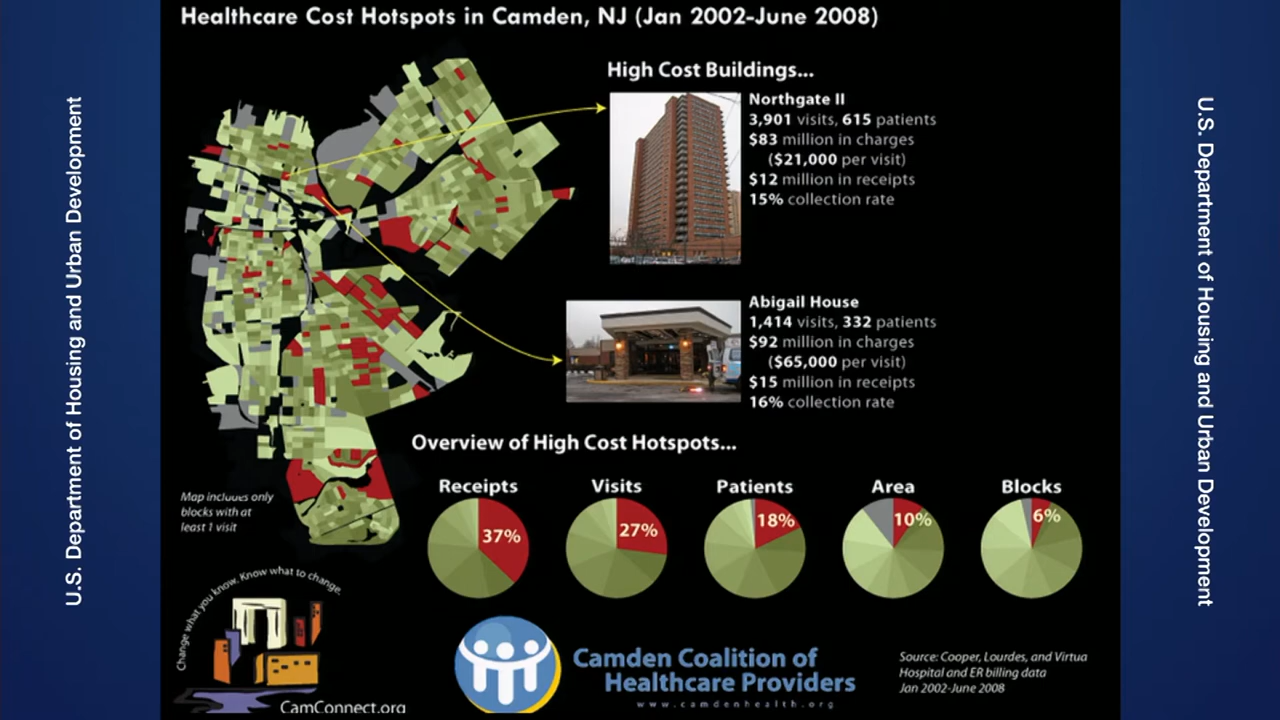 Healthcare Cost Hotspots in Camden, NJ (Jan 2002-June 2008)
U.S. Department of Housing and Urban Development
High Cost Buildings...
Northgate II
3,901 visits, 615 patients
$83 million in charges
($21,000 per visit)
$12 million in receipts
15% collection rate
Abigail House
1,414 visits, 332 patients
$92 million in charges
($65,000 per visit)
$15 million in receipts
16% collection rate
Overview of High Cost Hotspots...
Receipts
37%
Visits
27%
Patients
18%
Area
10%
Blocks
6%
Map includes only
blocks with at
least 1 visit
Change what you know. Know what to change.
CamConnect.org
Camden Coalition of
Healthcare Providers
www.camdenhealth.org
Source: Cooper, Lourdes, and Virtua
Hospital and ER billing data
Jan 2002-June 2008
U.S. Department of Housing and Urban Development